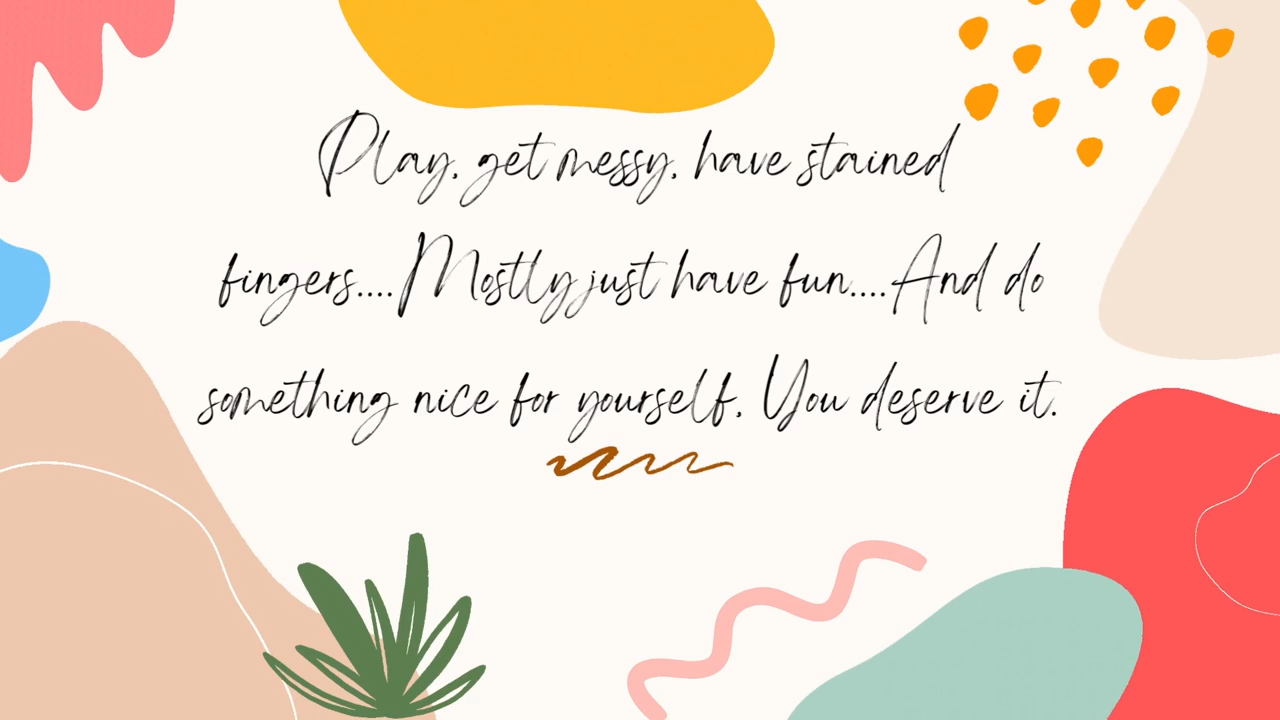 Play, get messy, have stained
fingers....Mostly just have fun....And do
something nice for yourself, You deserve it.